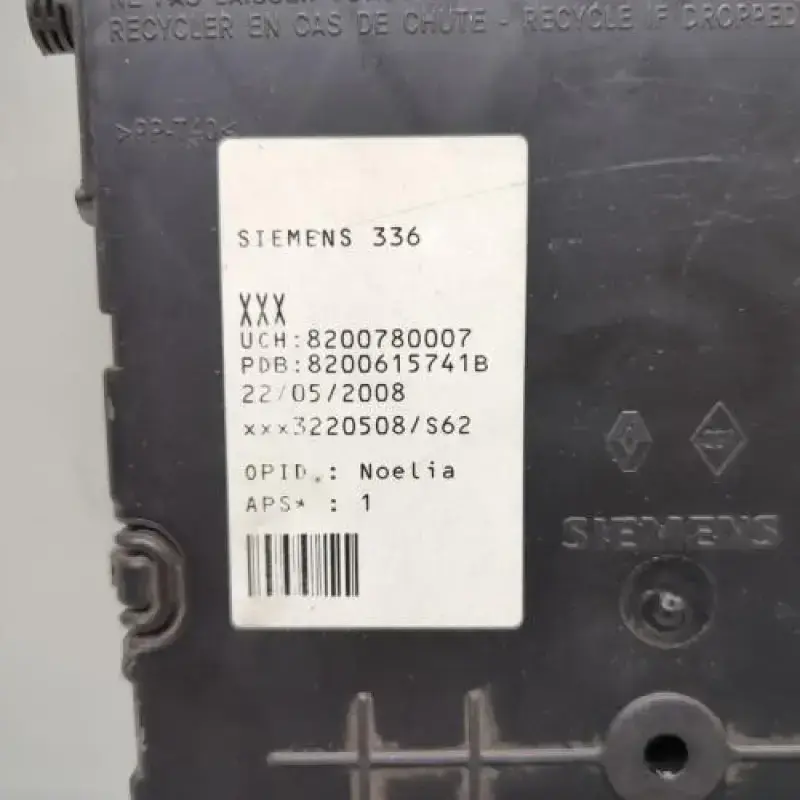 RECYCLER EN CAS DE CHUTE - RECYCLE IF DROPPED
>PP-T40<
SIEMENS 336
XXX
UCH:8200780007
PDB:8200615741B
22/05/2008
xxx3220508/S62
OPID.: Noelia
APS* : 1
SIEMENS